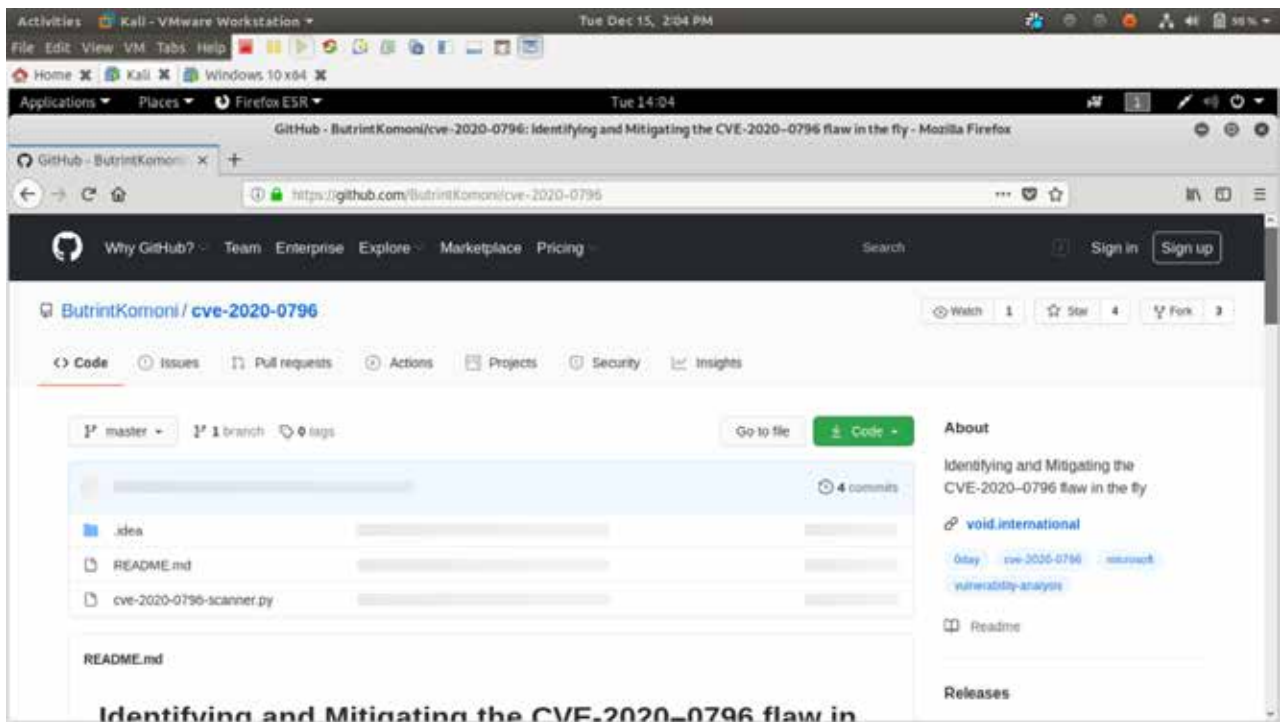 Activities Kali - VMware Workstation Tue Dec 15, 2:04 PM
File Edit View VM Tabs Help
Home Kali Windows 10 x64
Applications Places Firefox ESR Tue 14:04 1
GitHub - ButrintKomoni/cve-2020-0796: Identifying and Mitigating the CVE-2020–0796 flaw in the fly - Mozilla Firefox
GitHub - ButrintKomoni
https://github.com/ButrintKomoni/cve-2020-0796
Why GitHub? Team Enterprise Explore Marketplace Pricing Search Sign in Sign up
ButrintKomoni / cve-2020-0796 Watch 1 Star 4 Fork 3
Code Issues Pull requests Actions Projects Security Insights
master 1 branch 0 tags Go to file Code
4 commits
.idea
README.md
cve-2020-0796-scanner.py
README.md
Identifying and Mitigating the CVE-2020–0796 flaw in
About
Identifying and Mitigating the
CVE-2020–0796 flaw in the fly
void.international
0day cve-2020-0796 microsoft
vulnerability-analysis
Readme
Releases